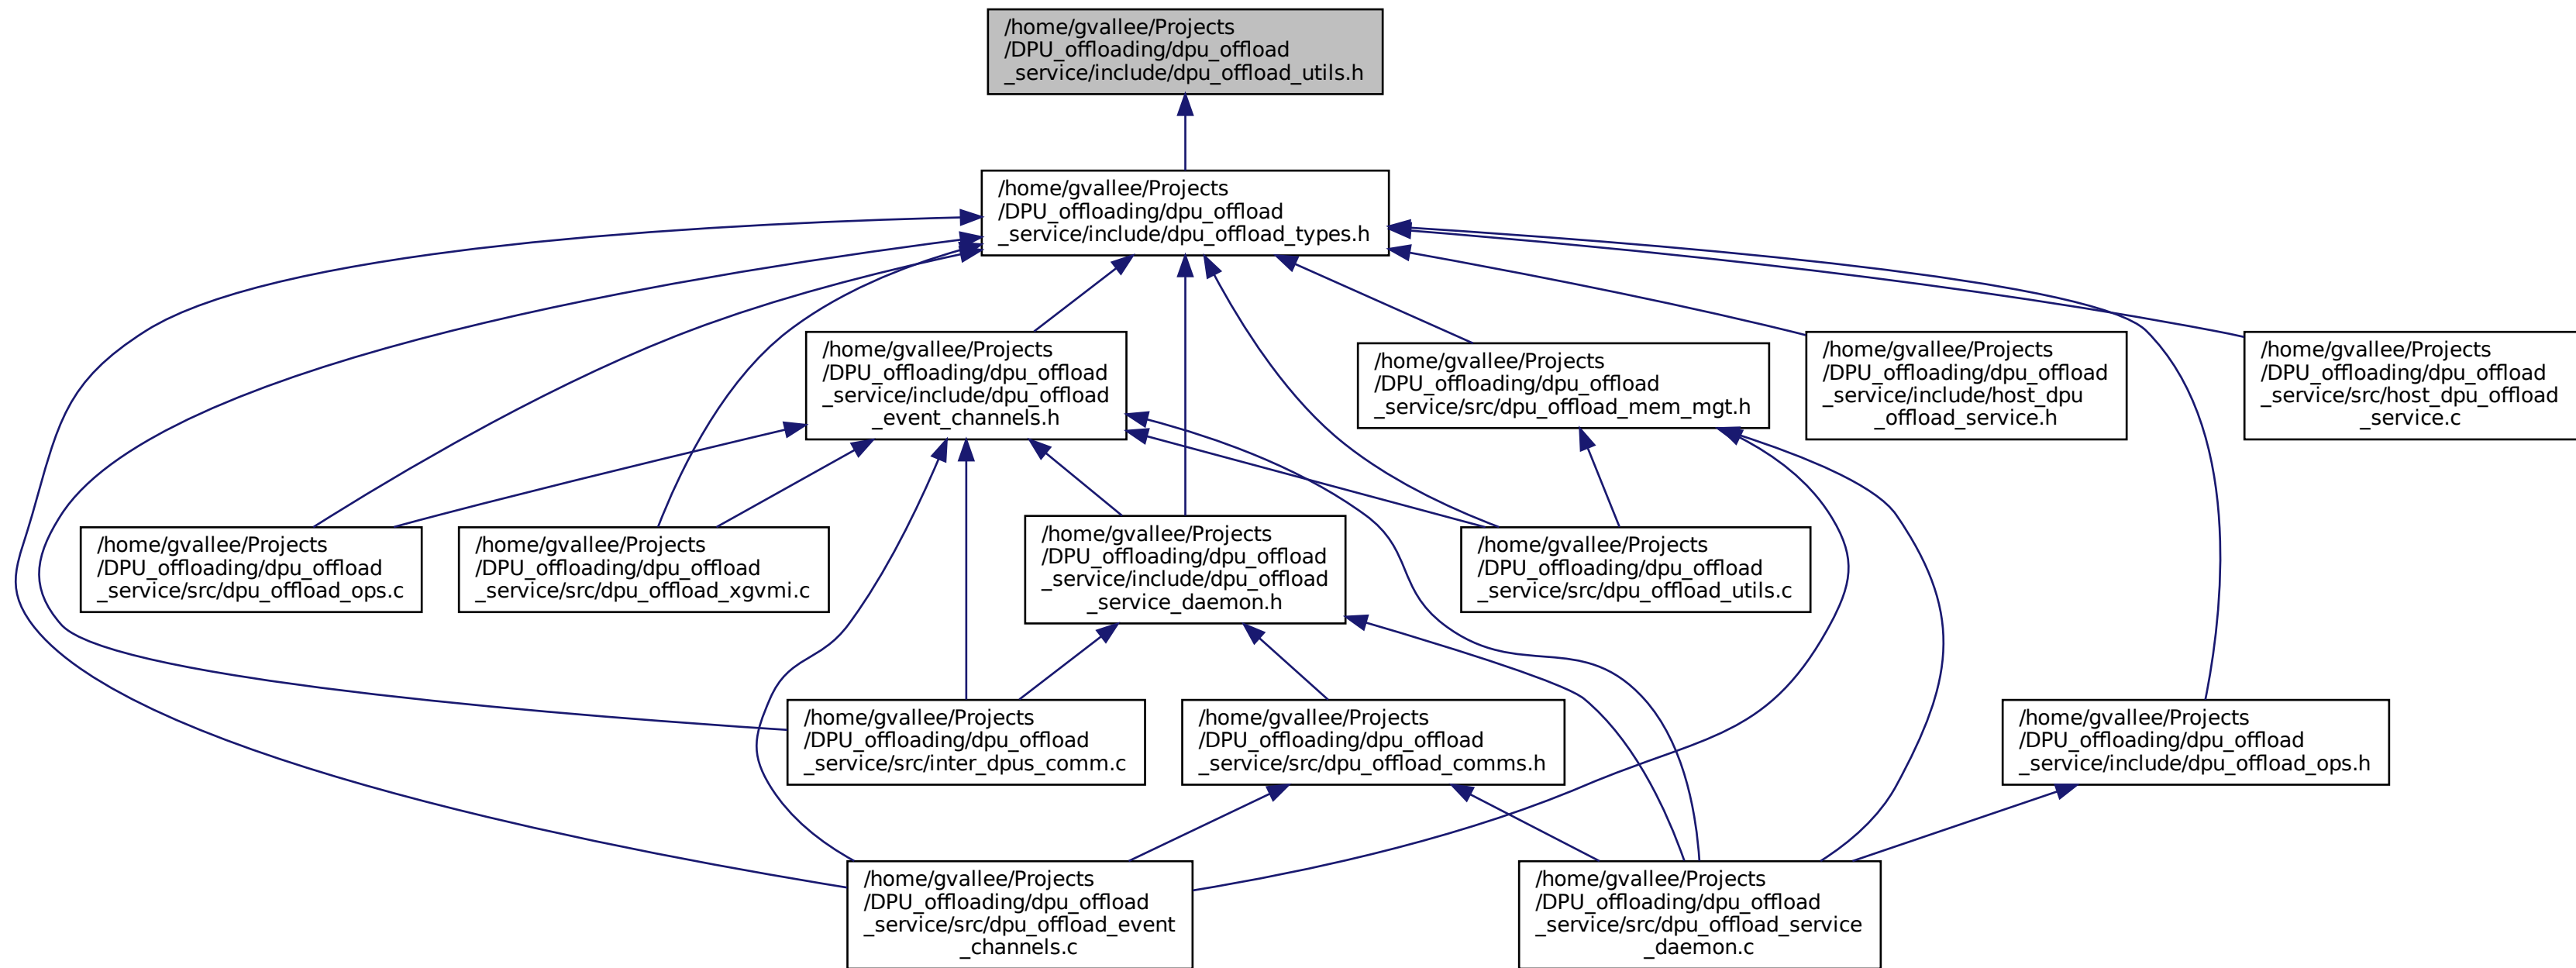 /home/gvallee/Projects
/DPU_offloading/dpu_offload
_service/include/dpu_offload_utils.h
/home/gvallee/Projects
/DPU_offloading/dpu_offload
_service/include/dpu_offload_types.h
/home/gvallee/Projects
/DPU_offloading/dpu_offload
_service/include/dpu_offload
_event_channels.h
/home/gvallee/Projects
/DPU_offloading/dpu_offload
_service/src/dpu_offload_mem_mgt.h
/home/gvallee/Projects
/DPU_offloading/dpu_offload
_service/include/host_dpu
_offload_service.h
/home/gvallee/Projects
/DPU_offloading/dpu_offload
_service/src/host_dpu_offload
_service.c
/home/gvallee/Projects
/DPU_offloading/dpu_offload
_service/src/dpu_offload_ops.c
/home/gvallee/Projects
/DPU_offloading/dpu_offload
_service/src/dpu_offload_xgvmi.c
/home/gvallee/Projects
/DPU_offloading/dpu_offload
_service/include/dpu_offload
_service_daemon.h
/home/gvallee/Projects
/DPU_offloading/dpu_offload
_service/src/dpu_offload_utils.c
/home/gvallee/Projects
/DPU_offloading/dpu_offload
_service/src/inter_dpus_comm.c
/home/gvallee/Projects
/DPU_offloading/dpu_offload
_service/src/dpu_offload_comms.h
/home/gvallee/Projects
/DPU_offloading/dpu_offload
_service/include/dpu_offload_ops.h
/home/gvallee/Projects
/DPU_offloading/dpu_offload
_service/src/dpu_offload_event
_channels.c
/home/gvallee/Projects
/DPU_offloading/dpu_offload
_service/src/dpu_offload_service
_daemon.c